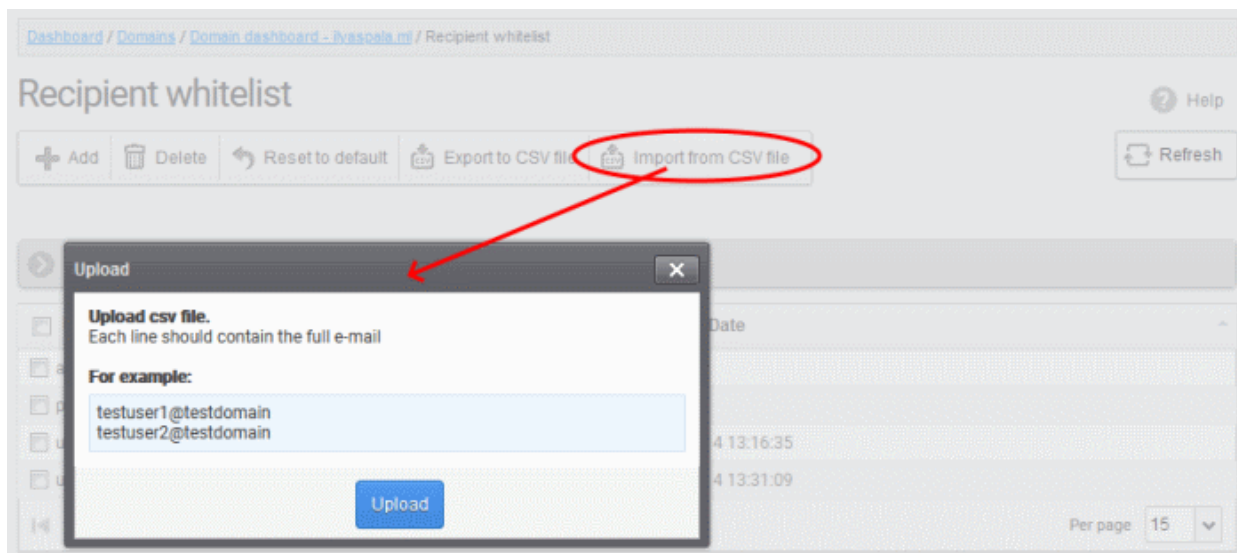 Dashboard / Domains / Domain dashboard - ilyaspala.ml / Recipient whitelist
Recipient whitelist
Help
Add Delete Reset to default Export to CSV file Import from CSV file Refresh
Upload
Upload csv file.
Each line should contain the full e-mail
For example:
testuser1@testdomain
testuser2@testdomain
Upload
Date
a
p
u 4 13:16:35
u 4 13:31:09
Per page 15